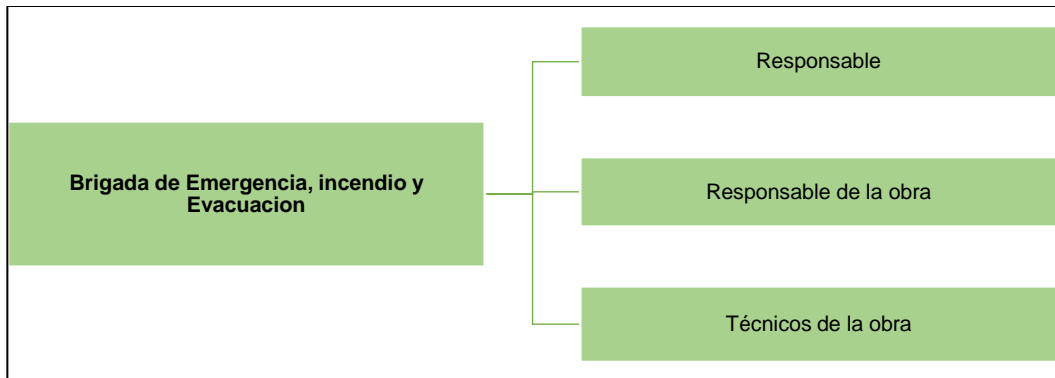 Brigada de Emergencia, incendio y
Evacuacion
Responsable
Responsable de la obra
Técnicos de la obra